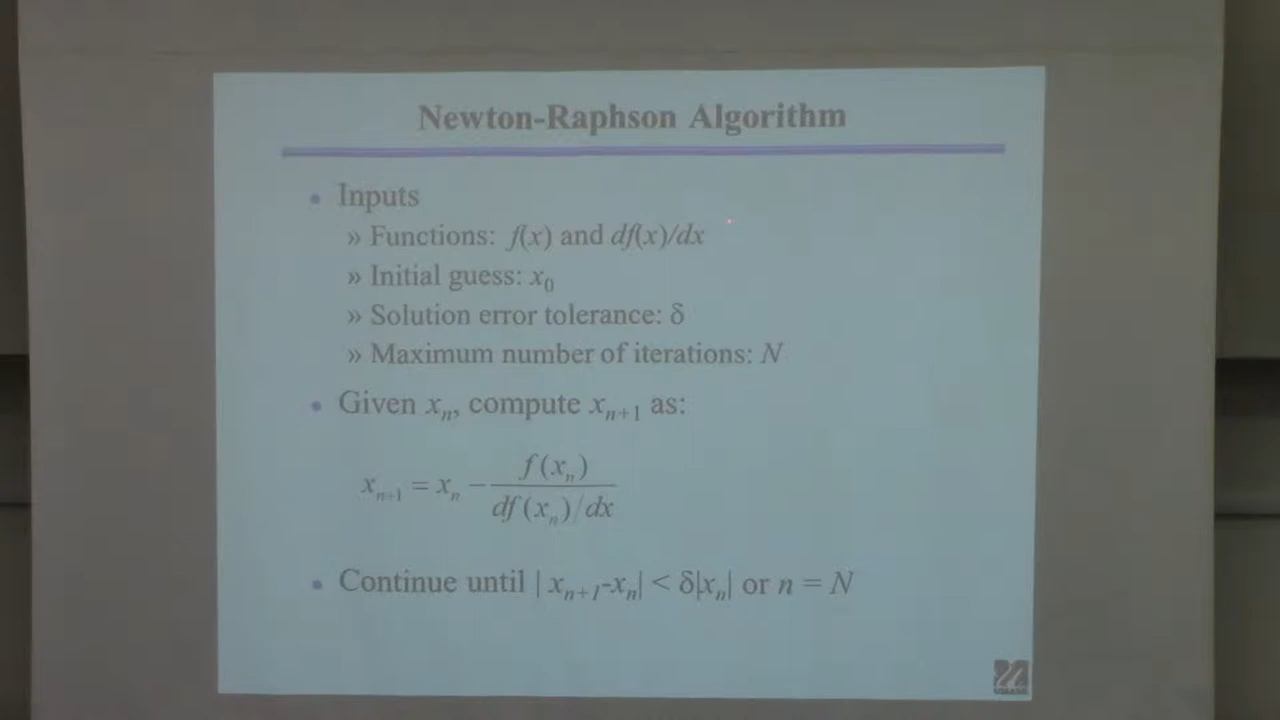 Newton-Raphson Algorithm
• Inputs
» Functions: f(x) and df(x)/dx
» Initial guess: x₀
» Solution error tolerance: δ
» Maximum number of iterations: N
• Given xₙ, compute xₙ₊₁ as:
xₙ₊₁ = xₙ − f(xₙ) / df(xₙ)/dx
• Continue until | xₙ₊₁-xₙ| < δ|xₙ| or n = N